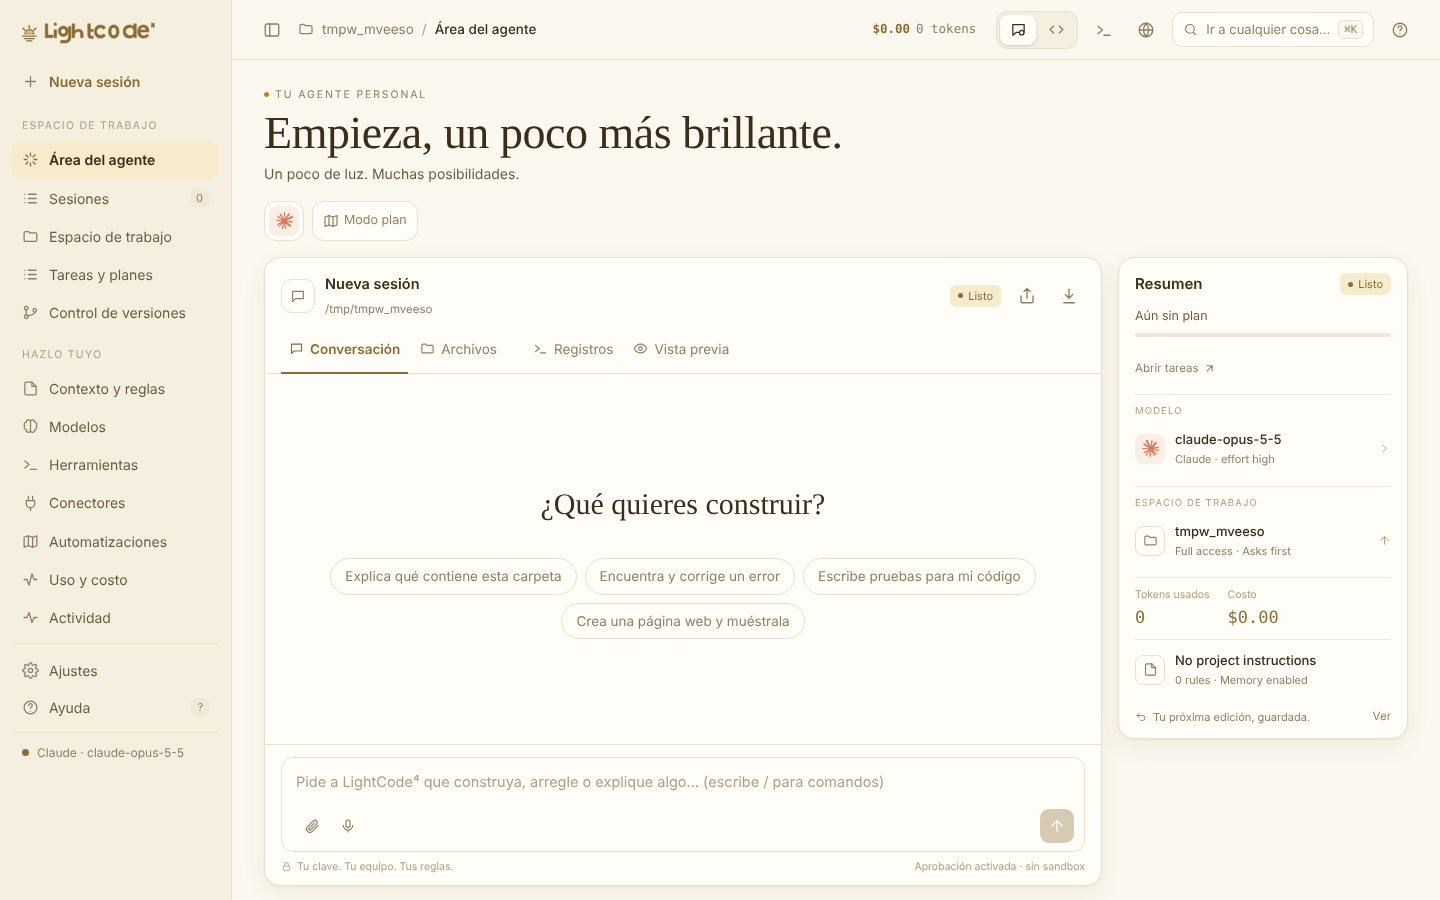 LightCode
Nueva sesión
ESPACIO DE TRABAJO
Área del agente
Sesiones 0
Espacio de trabajo
Tareas y planes
Control de versiones
HAZLO TUYO
Contexto y reglas
Modelos
Herramientas
Conectores
Automatizaciones
Uso y costo
Actividad
Ajustes
Ayuda ?
Claude · claude-opus-5-5
tmpw_mveeso / Área del agente
$0.00 0 tokens
Ir a cualquier cosa... ⌘K
TU AGENTE PERSONAL
Empieza, un poco más brillante.
Un poco de luz. Muchas posibilidades.
Modo plan
Nueva sesión
/tmp/tmpw_mveeso
Listo
Conversación Archivos Registros Vista previa
¿Qué quieres construir?
Explica qué contiene esta carpeta Encuentra y corrige un error Escribe pruebas para mi código
Crea una página web y muéstrala
Pide a LightCode⁴ que construya, arregle o explique algo... (escribe / para comandos)
Tu clave. Tu equipo. Tus reglas.
Aprobación activada · sin sandbox
Resumen Listo
Aún sin plan
Abrir tareas
MODELO
claude-opus-5-5
Claude · effort high
ESPACIO DE TRABAJO
tmpw_mveeso
Full access · Asks first
Tokens usados Costo
0 $0.00
No project instructions
0 rules · Memory enabled
Tu próxima edición, guardada. Ver